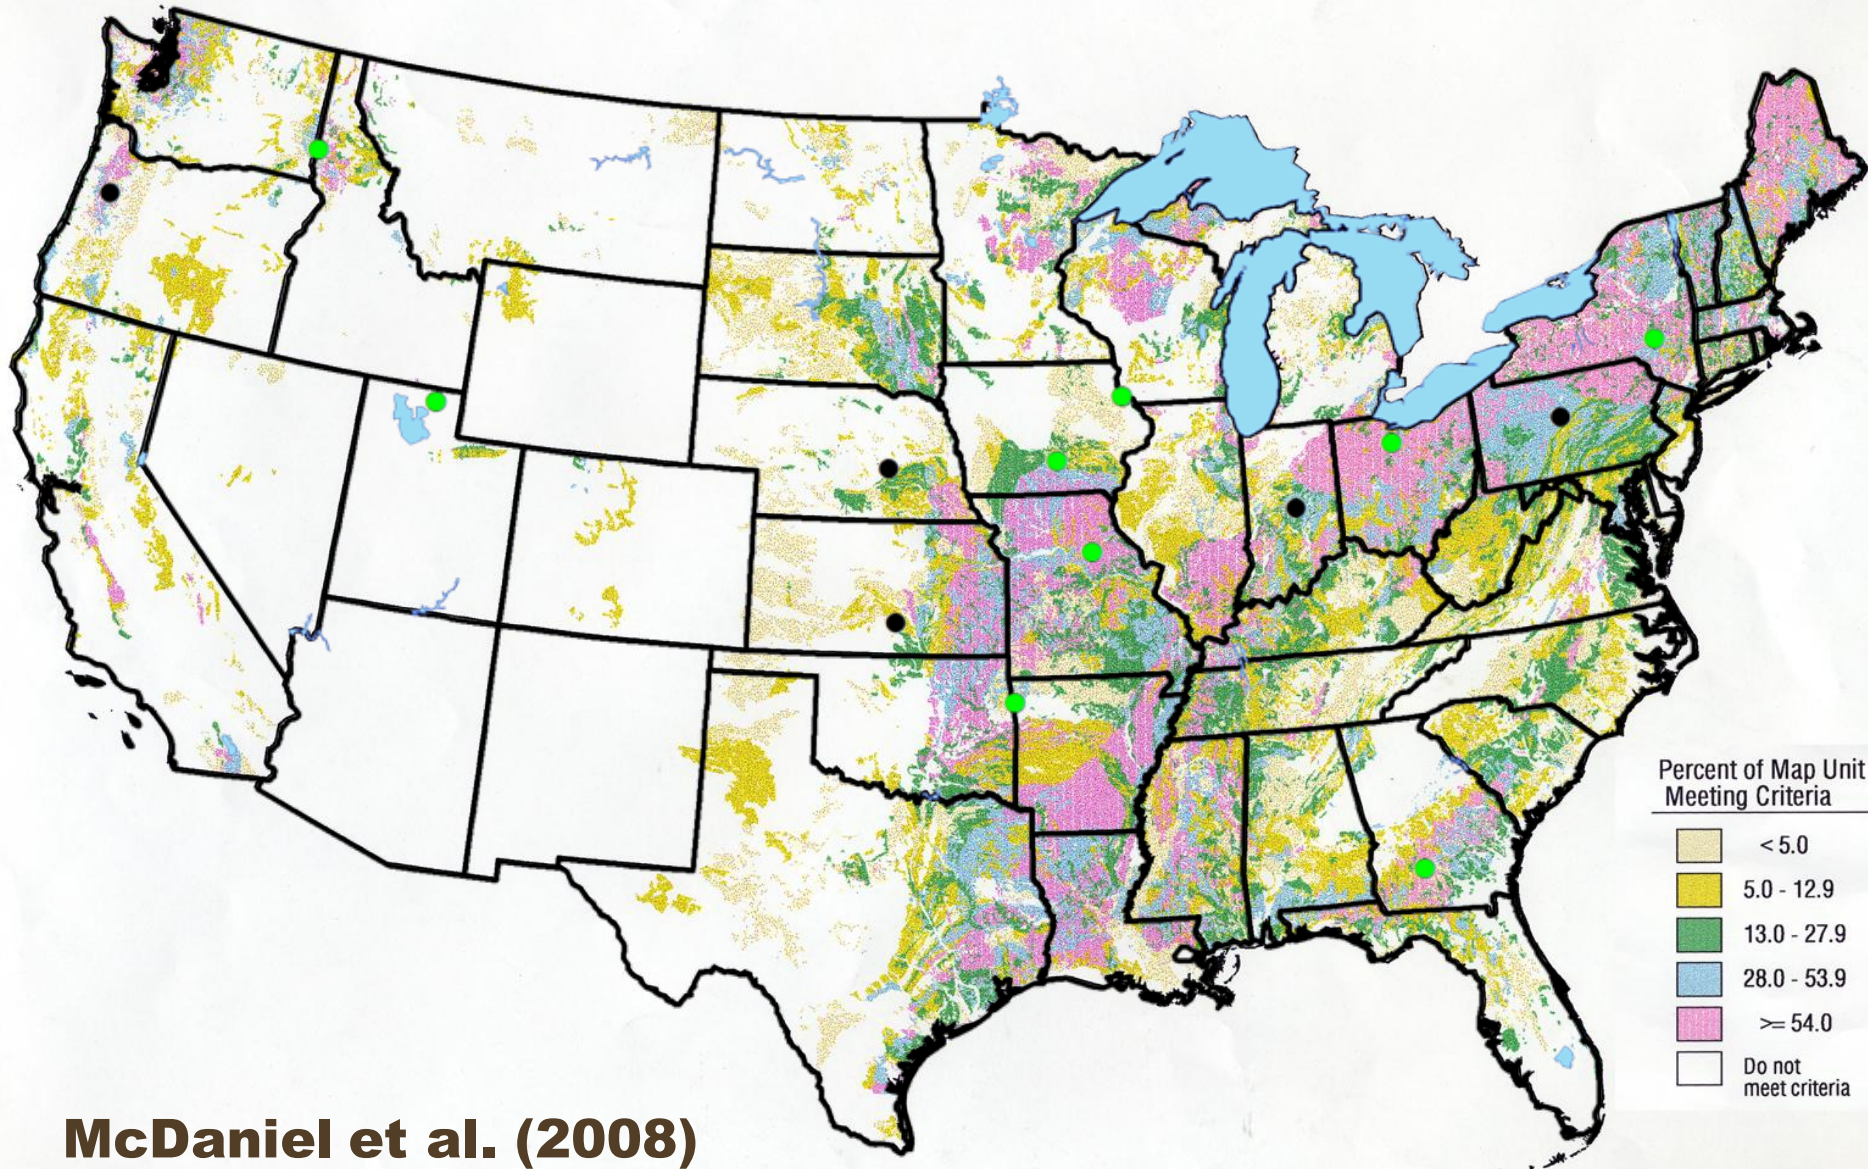 Percent of Map Unit
Meeting Criteria
< 5.0
5.0 - 12.9
13.0 - 27.9
28.0 - 53.9
>= 54.0
Do not
meet criteria
McDaniel et al. (2008)